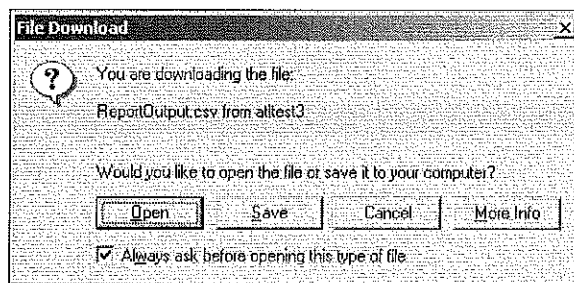 File Download
You are downloading the file:
ReportOutput.csv from atltest3
Would you like to open the file or save it to your computer?
Open Save Cancel More Info
Always ask before opening this type of file